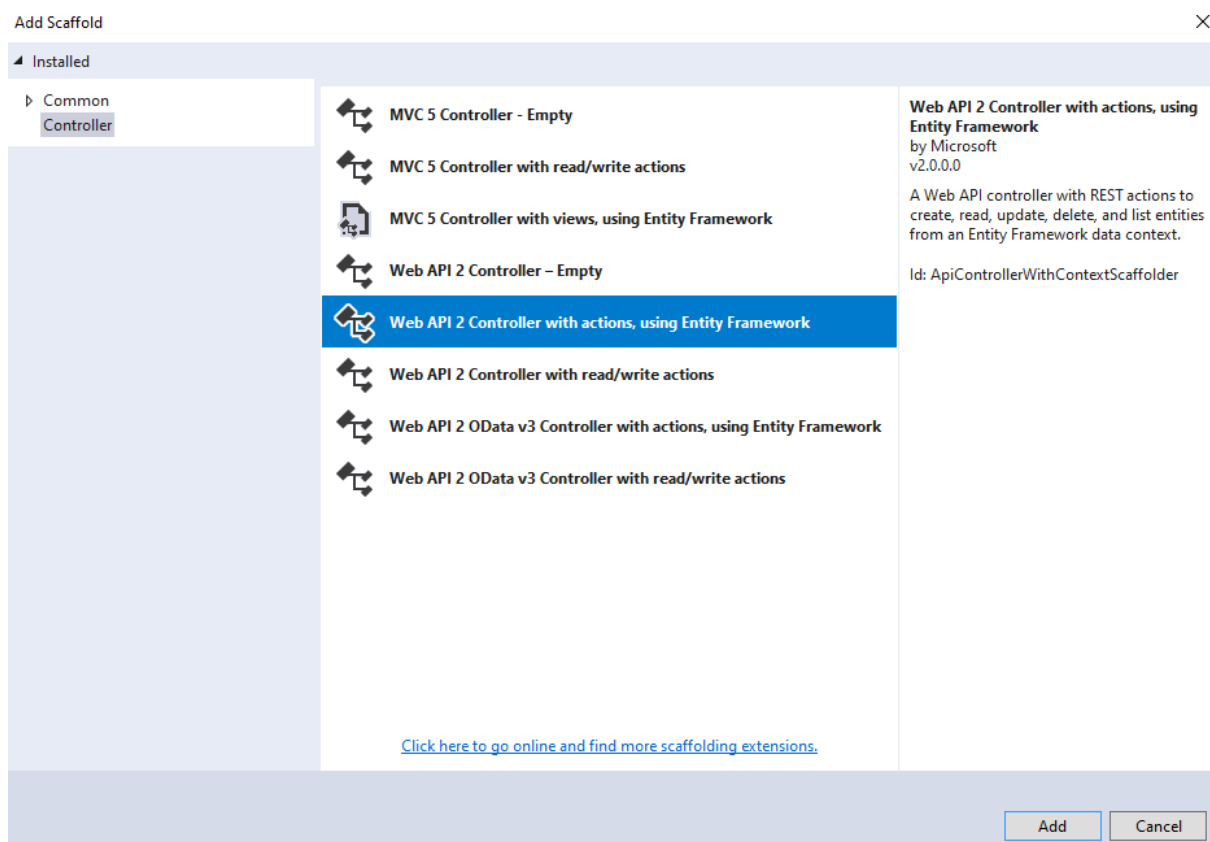 Add Scaffold
Installed
Common
Controller
MVC 5 Controller - Empty
MVC 5 Controller with read/write actions
MVC 5 Controller with views, using Entity Framework
Web API 2 Controller – Empty
Web API 2 Controller with actions, using Entity Framework
Web API 2 Controller with read/write actions
Web API 2 OData v3 Controller with actions, using Entity Framework
Web API 2 OData v3 Controller with read/write actions
Click here to go online and find more scaffolding extensions.
Web API 2 Controller with actions, using
Entity Framework
by Microsoft
v2.0.0.0
A Web API controller with REST actions to
create, read, update, delete, and list entities
from an Entity Framework data context.
Id: ApiControllerWithContextScaffolder
Add
Cancel